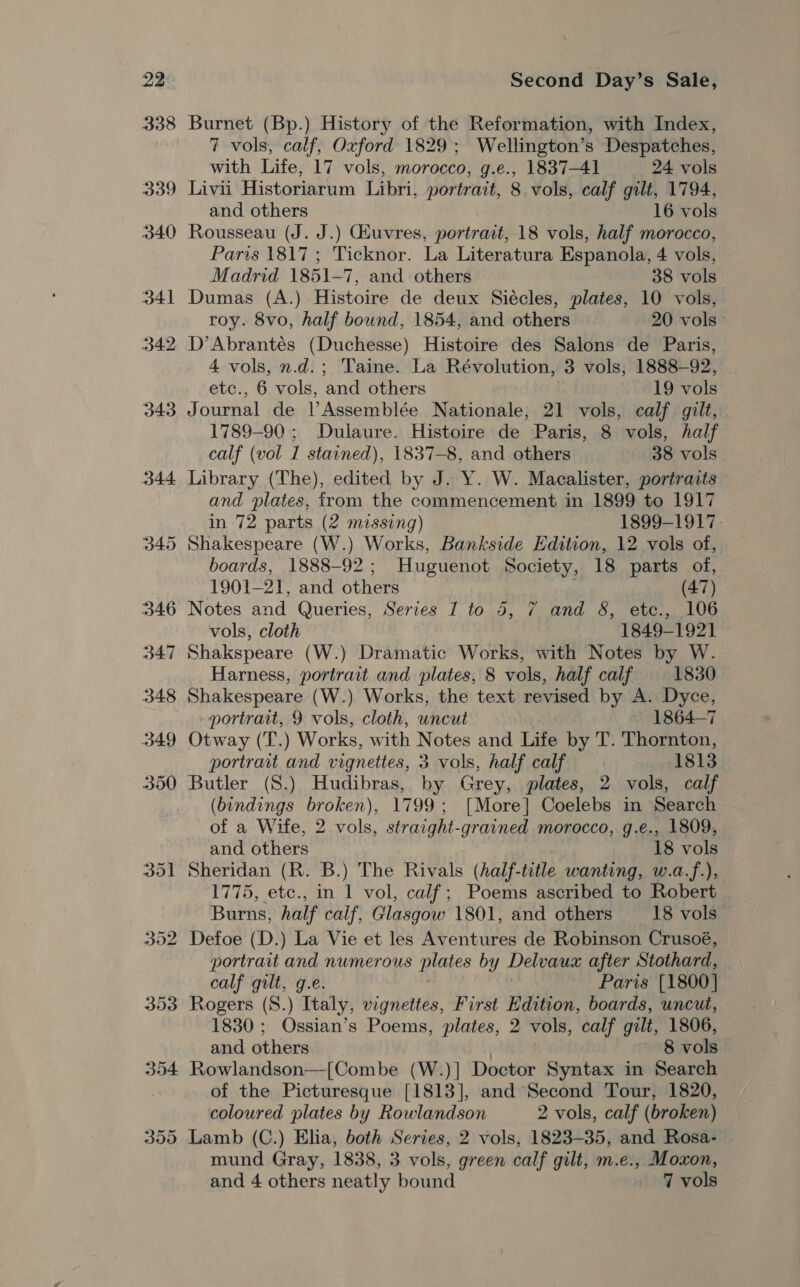 22 Second Day’s Sale,
338 Burnet (Bp.) History of the Reformation, with Index,
7 vols, calf, Oxford 1829; Wellington’s Despatches,
with Life, 17 vols, morocco, g.e., 1837–41 24 vols
339 Livii Historiarum Libri, portrait, 8 vols, calf gilt, 1794,
and others 16 vols
340 Rousseau (J. J.) Œuvres, portrait, 18 vols, half morocco,
Paris 1817; Ticknor. La Literatura Espanola, 4 vols,
Madrid 1851–7, and others 38 vols
341 Dumas (A.) Histoire de deux Siécles, plates, 10 vols,
roy. 8vo, half bound, 1854, and others 20 vols
342 D’Abrantés (Duchesse) Histoire des Salons de Paris,
4 vols, n.d.; Taine. La Révolution, 3 vols, 1888–92,
etc., 6 vols, and others 19 vols
343 Journal de l’Assemblée Nationale, 21 vols, calf gilt,
1789–90; Dulaure. Histoire de Paris, 8 vols, half
calf (vol 1 stained), 1837–8, and others 38 vols
344 Library (The), edited by J. Y. W. Macalister, portraits
and plates, from the commencement in 1899 to 1917
in 72 parts (2 missing) 1899–1917
345 Shakespeare (W.) Works, Bankside Edition, 12 vols of,
boards, 1888–92; Huguenot Society, 18 parts of,
1901–21, and others (47)
346 Notes and Queries, Series 1 to 5, 7 and 8, etc., 106
vols, cloth 1849–1921
347 Shakspeare (W.) Dramatic Works, with Notes by W.
Harness, portrait and plates, 8 vols, half calf 1830
348 Shakespeare (W.) Works, the text revised by A. Dyce,
portrait, 9 vols, cloth, uncut 1864–7
349 Otway (T.) Works, with Notes and Life by T. Thornton,
portrait and vignettes, 3 vols, half calf 1813
350 Butler (S.) Hudibras, by Grey, plates, 2 vols, calf
(bindings broken), 1799; [More] Coelebs in Search
of a Wife, 2 vols, straight-grained morocco, g.e., 1809,
and others 18 vols
351 Sheridan (R. B.) The Rivals (half-title wanting, w.a.f.),
1775, etc., in 1 vol, calf; Poems ascribed to Robert
Burns, half calf, Glasgow 1801, and others 18 vols
352 Defoe (D.) La Vie et les Aventures de Robinson Crusoé,
portrait and numerous plates by Delvaux after Stothard,
calf gilt, g.e. Paris [1800]
353 Rogers (S.) Italy, vignettes, First Edition, boards, uncut,
1830; Ossian’s Poems, plates, 2 vols, calf gilt, 1806,
and others 8 vols
354 Rowlandson—[Combe (W.)] Doctor Syntax in Search
of the Picturesque [1813], and Second Tour, 1820,
coloured plates by Rowlandson 2 vols, calf (broken)
355 Lamb (C.) Elia, both Series, 2 vols, 1823–35, and Rosa-
mund Gray, 1838, 3 vols, green calf gilt, m.e., Moxon,
and 4 others neatly bound 7 vols